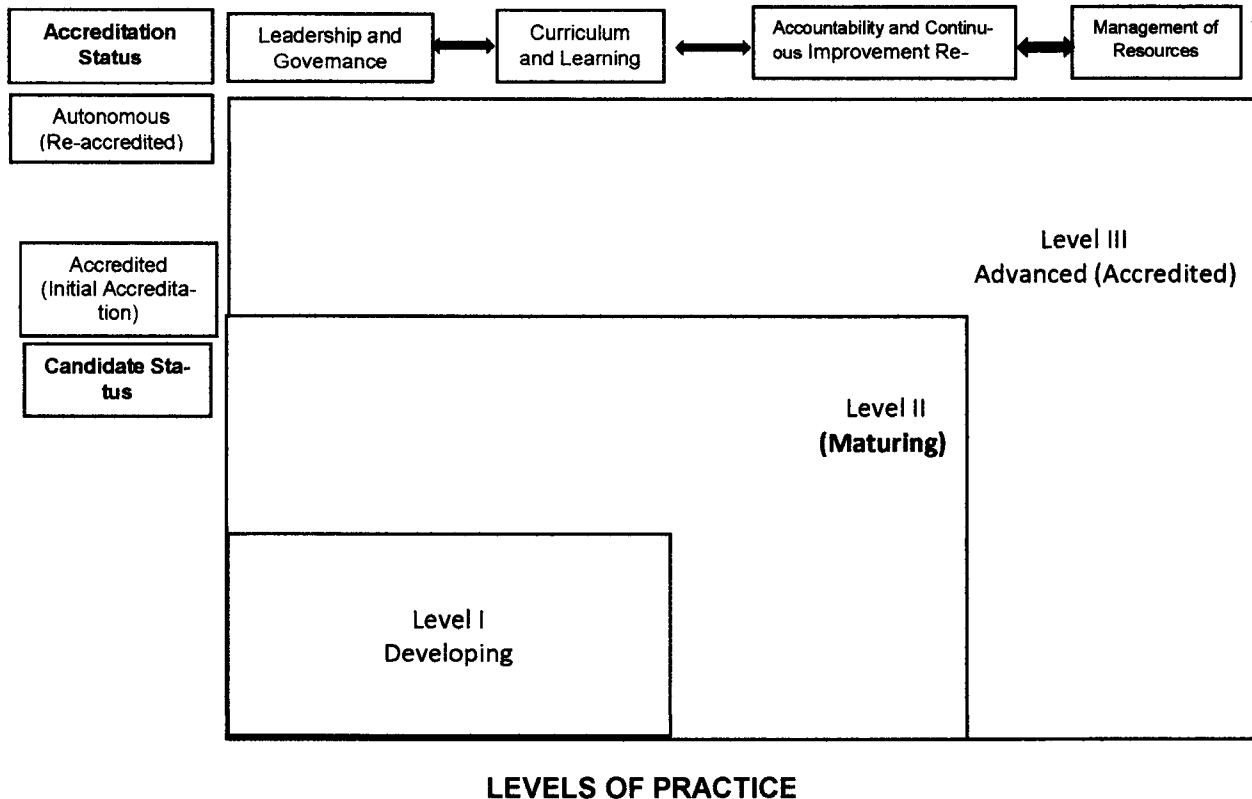 Accreditation
Status
Leadership and
Governance
Curriculum
and Learning
Accountability and Continu-
ous Improvement Re-
Management of
Resources
Autonomous
(Re-accredited)
Level III
Advanced (Accredited)
Accredited
(Initial Accredita-
tion)
Candidate Sta-
tus
Level II
(Maturing)
Level I
Developing
LEVELS OF PRACTICE